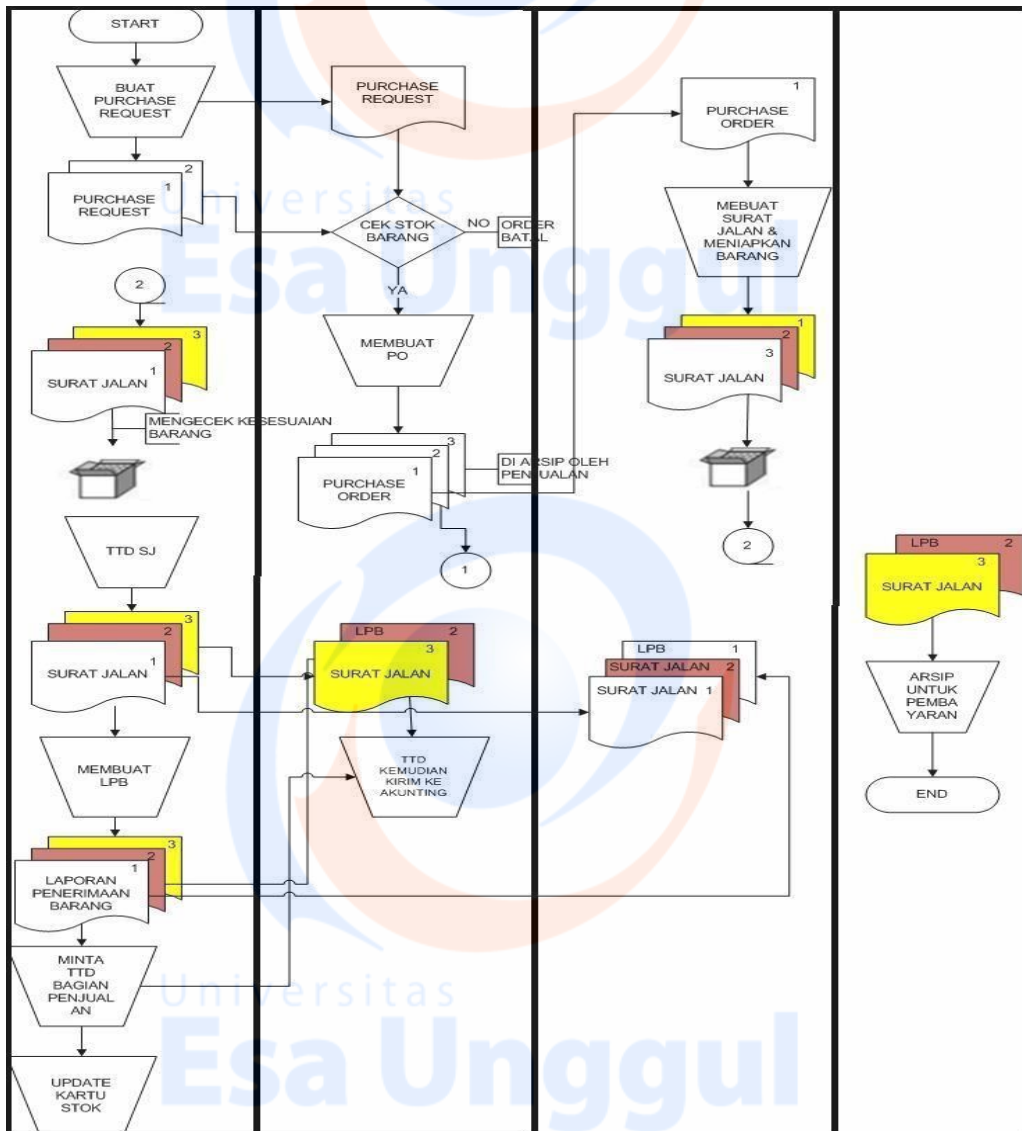 START
BUAT
PURCHASE
REQUEST
2
1
PURCHASE
REQUEST
2
3
2
1
SURAT JALAN
MENGECEK KESESUAIAN
BARANG
TTD SJ
3
2
1
SURAT JALAN
MEMBUAT
LPB
3
2
1
LAPORAN
PENERIMAAN
BARANG
MINTA
TTD
BAGIAN
PENJUAL
AN
UPDATE
KARTU
STOK
PURCHASE
REQUEST
CEK STOK
BARANG
NO
ORDER
BATAL
YA
MEMBUAT
PO
3
2
1
PURCHASE
ORDER
DI ARSIP OLEH
PENJUALAN
1
LPB 2
3
SURAT JALAN
TTD
KEMUDIAN
KIRIM KE
AKUNTING
1
PURCHASE
ORDER
MEBUAT
SURAT
JALAN &
MENIAPKAN
BARANG
1
2
3
SURAT JALAN
2
LPB 1
SURAT JALAN 2
SURAT JALAN 1
LPB 2
3
SURAT JALAN
ARSIP
UNTUK
PEMBA
YARAN
END
Universitas
Esa Unggul
Universitas
Esa Unggul